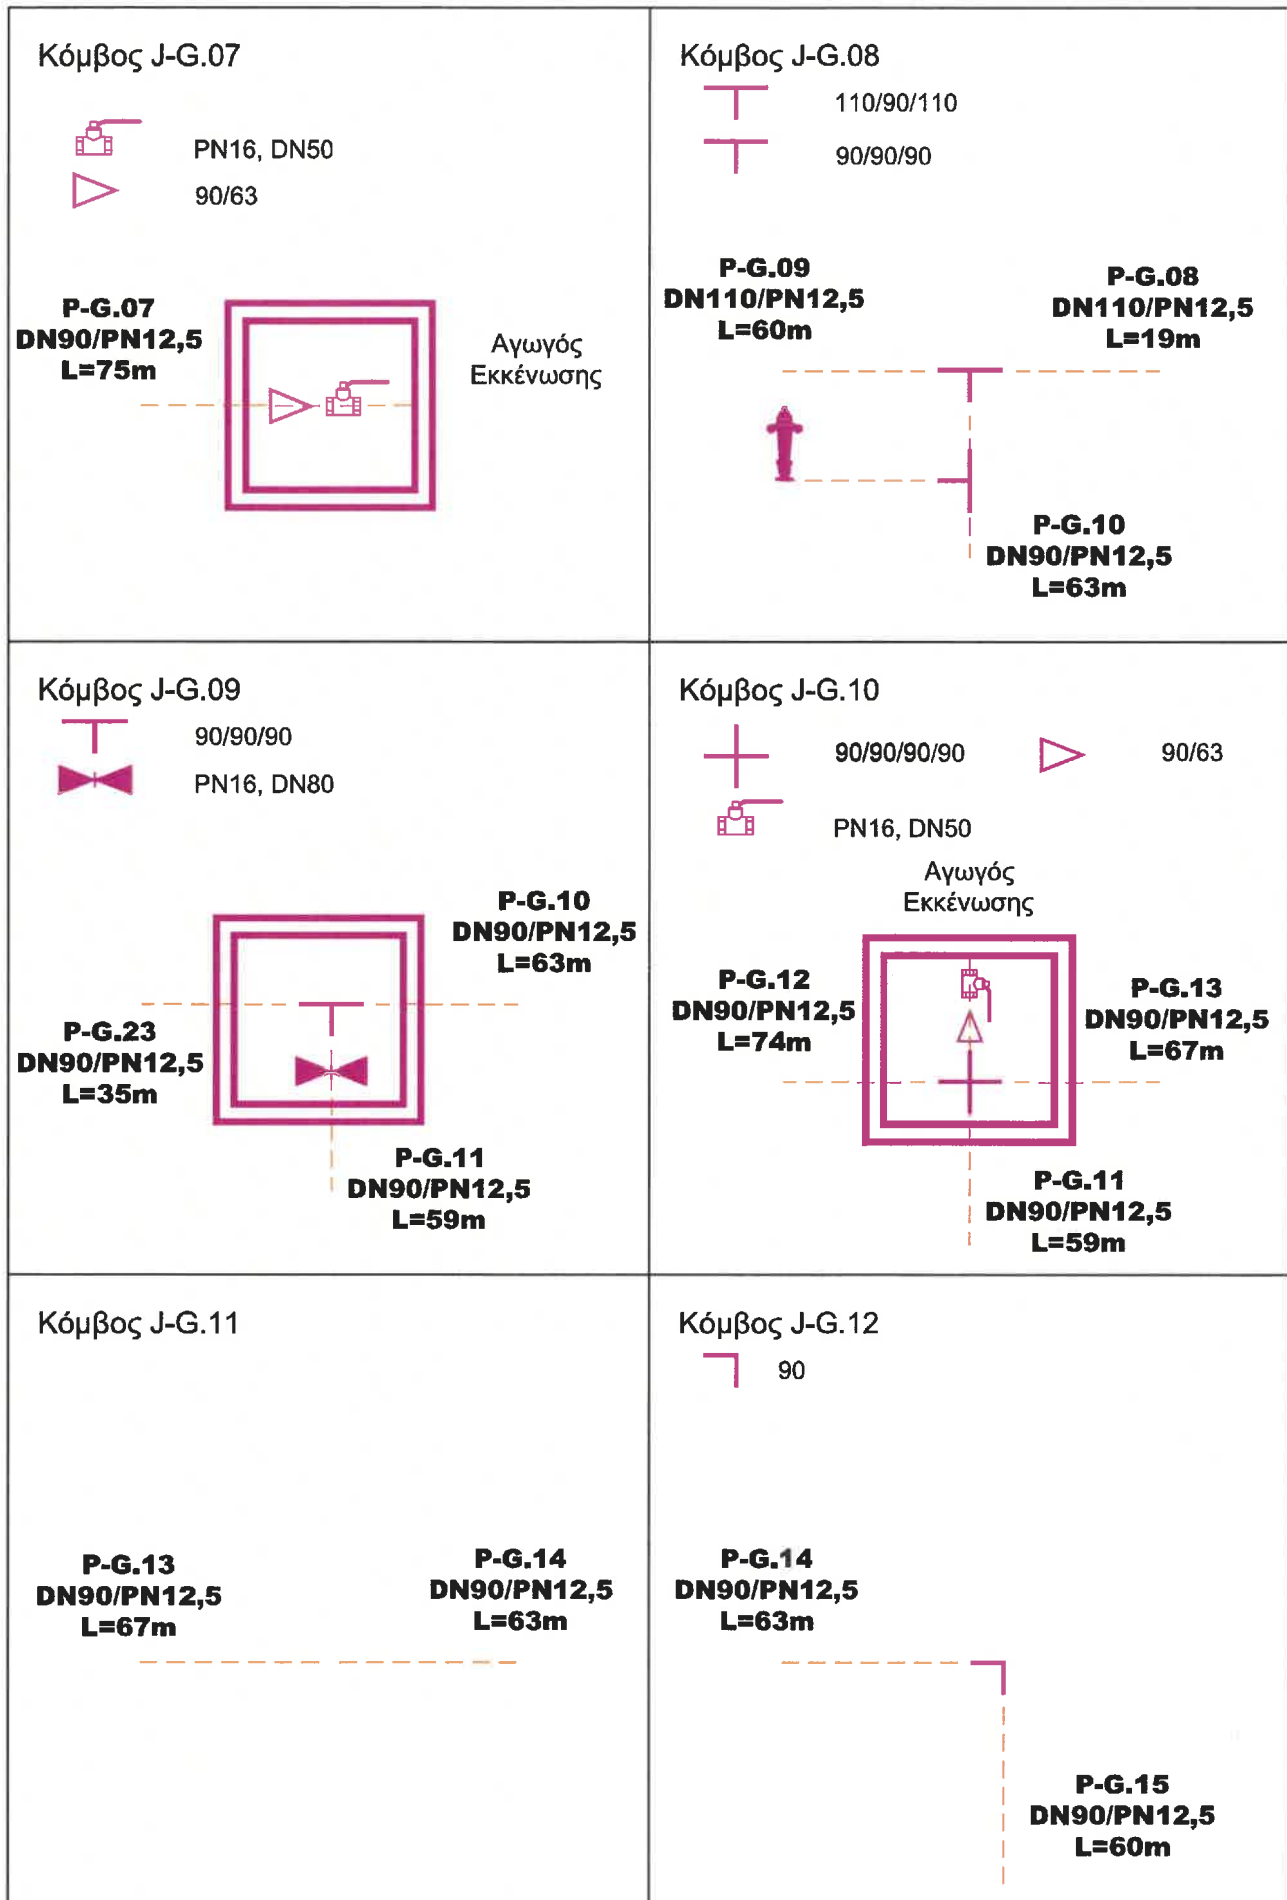 Κόμβος J-G.07
PN16, DN50
90/63
P-G.07
DN90/PN12,5
L=75m
Αγωγός
Εκκένωσης
Κόμβος J-G.08
110/90/110
90/90/90
P-G.09
DN110/PN12,5
L=60m
P-G.08
DN110/PN12,5
L=19m
P-G.10
DN90/PN12,5
L=63m
Κόμβος J-G.09
90/90/90
PN16, DN80
P-G.10
DN90/PN12,5
L=63m
P-G.23
DN90/PN12,5
L=35m
P-G.11
DN90/PN12,5
L=59m
Κόμβος J-G.10
90/90/90/90
90/63
PN16, DN50
Αγωγός
Εκκένωσης
P-G.12
DN90/PN12,5
L=74m
P-G.13
DN90/PN12,5
L=67m
P-G.11
DN90/PN12,5
L=59m
Κόμβος J-G.11
P-G.13
DN90/PN12,5
L=67m
P-G.14
DN90/PN12,5
L=63m
Κόμβος J-G.12
90
P-G.14
DN90/PN12,5
L=63m
P-G.15
DN90/PN12,5
L=60m